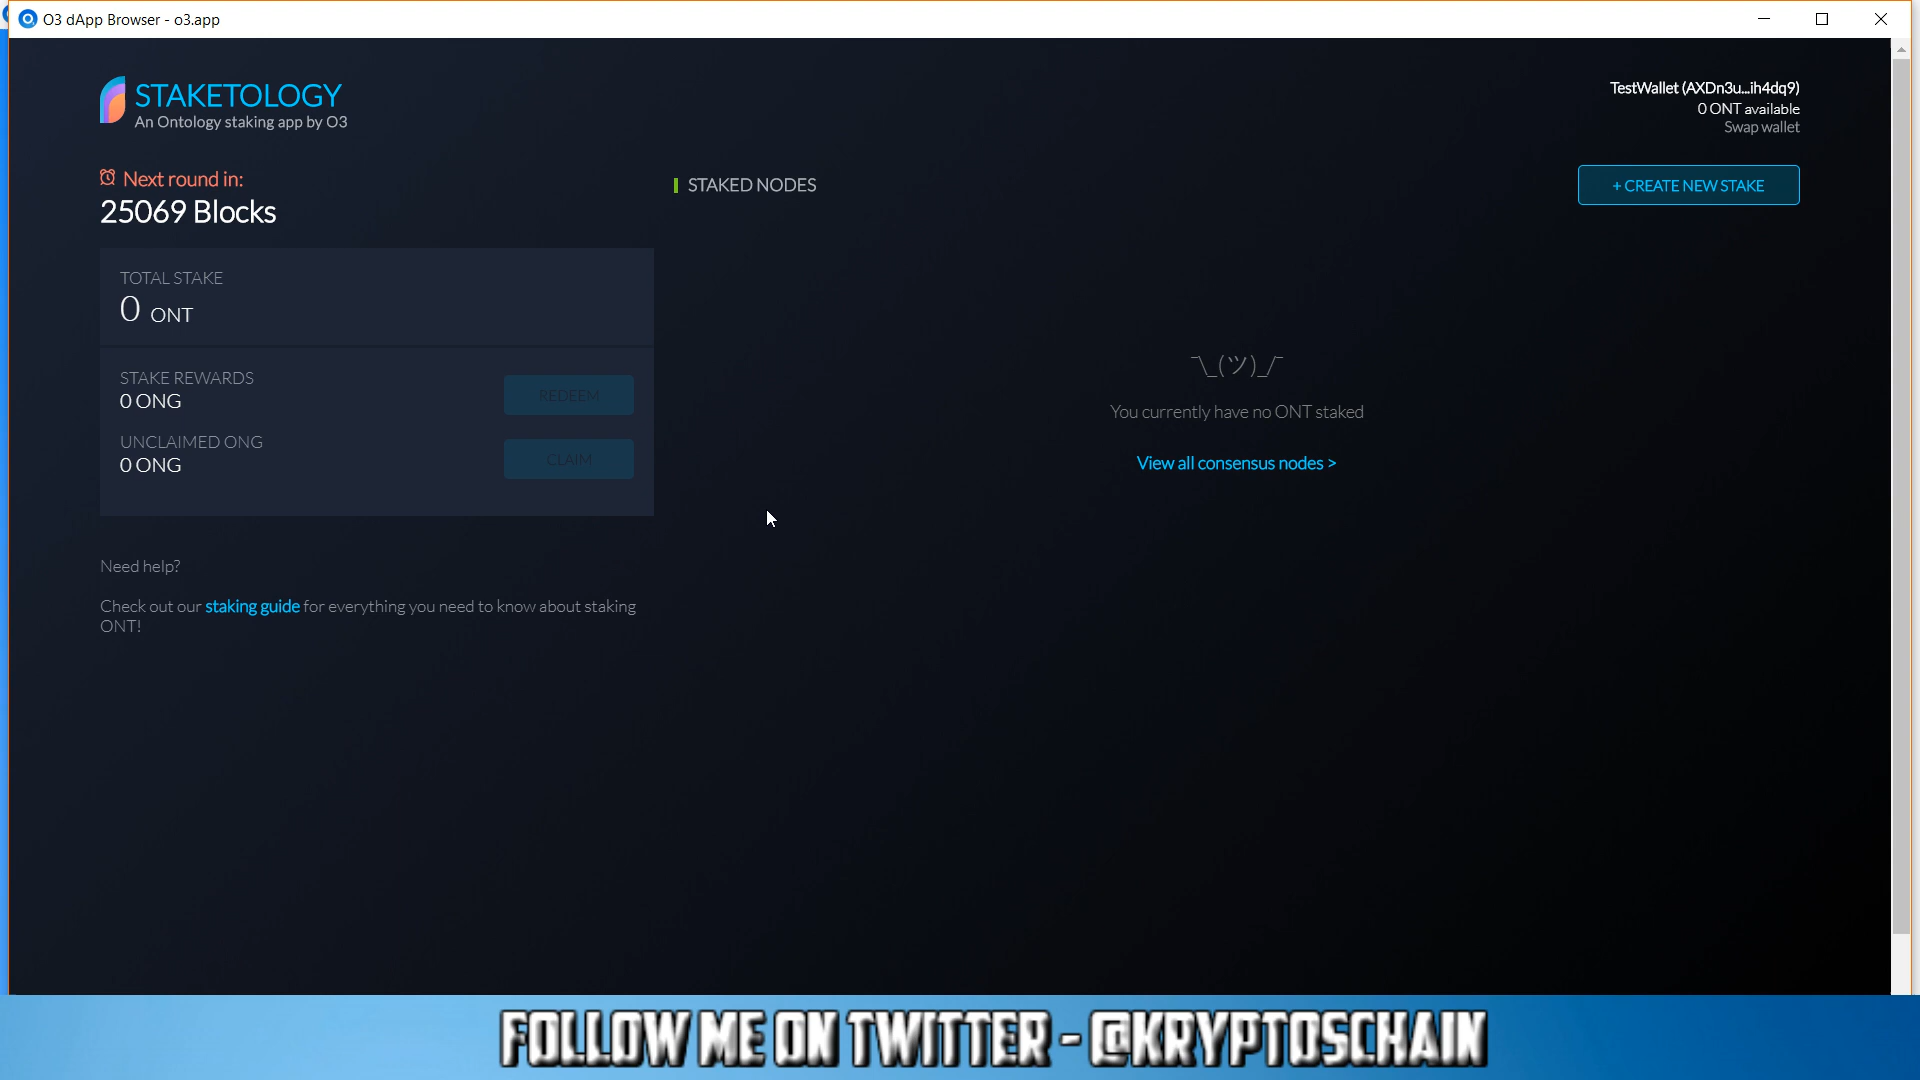 O3 dApp Browser - o3.app
STAKETOLOGY
An Ontology staking app by O3
TestWallet (AXDn3u...ih4dq9)
0 ONT available
Swap wallet
Next round in:
25069 Blocks
STAKED NODES
+ CREATE NEW STAKE
TOTAL STAKE
0 ONT
STAKE REWARDS
0 ONG
REDEEM
UNCLAIMED ONG
0 ONG
CLAIM
¯\_(ツ)_/¯
You currently have no ONT staked
View all consensus nodes >
Need help?
Check out our staking guide for everything you need to know about staking
ONT!
FOLLOW ME ON TWITTER - @KRYPTOSCHAIN